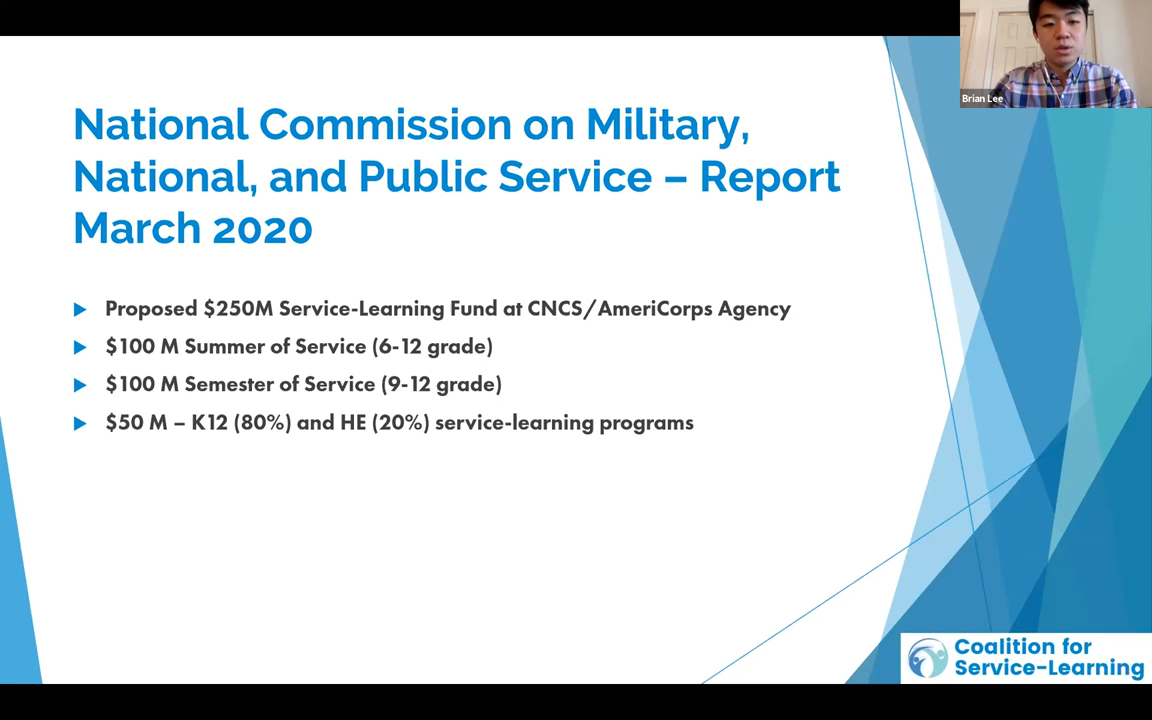 Brian Lee
National Commission on Military,
National, and Public Service – Report
March 2020
Proposed $250M Service-Learning Fund at CNCS/AmeriCorps Agency
$100 M Summer of Service (6-12 grade)
$100 M Semester of Service (9-12 grade)
$50 M – K12 (80%) and HE (20%) service-learning programs
Coalition for
Service-Learning